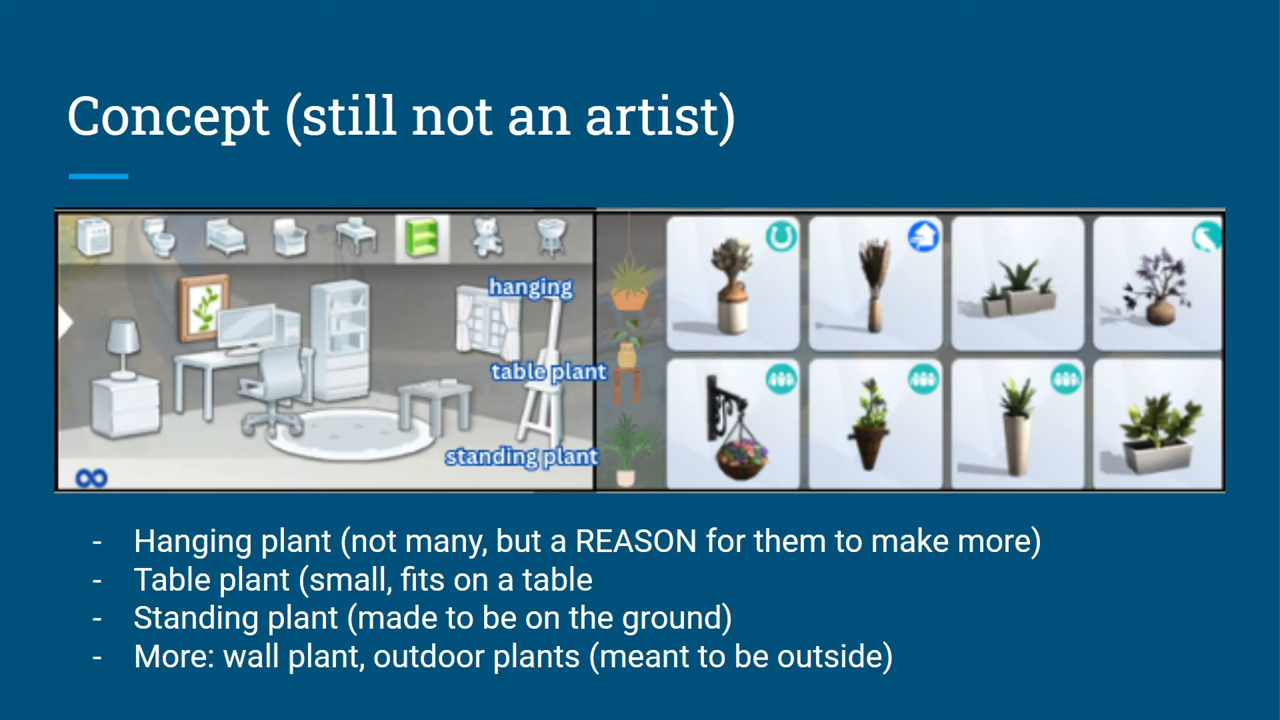 Concept (still not an artist)
hanging
table plant
standing plant
- Hanging plant (not many, but a REASON for them to make more)
- Table plant (small, fits on a table
- Standing plant (made to be on the ground)
- More: wall plant, outdoor plants (meant to be outside)